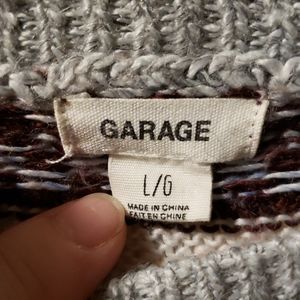 GARAGE
L/G
MADE IN CHINA
FAIT EN CHINE